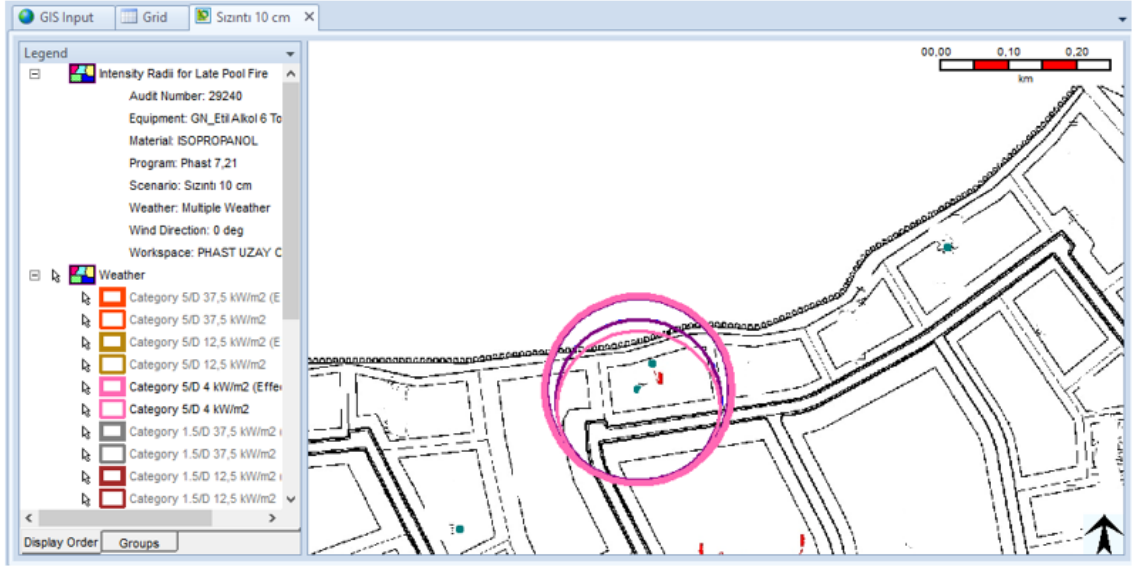 GIS Input Grid Sızıntı 10 cm
Legend
Intensity Radii for Late Pool Fire
Audit Number: 29240
Equipment: GN_Etil Alkol 6 To
Material: ISOPROPANOL
Program: Phast 7,21
Scenario: Sızıntı 10 cm
Weather: Multiple Weather
Wind Direction: 0 deg
Workspace: PHAST UZAY C
Weather
Category 5/D 37,5 kW/m2 (E
Category 5/D 37,5 kW/m2
Category 5/D 12,5 kW/m2 (E
Category 5/D 12,5 kW/m2
Category 5/D 4 kW/m2 (Effe
Category 5/D 4 kW/m2
Category 1.5/D 37,5 kW/m2 (
Category 1.5/D 37,5 kW/m2
Category 1.5/D 12,5 kW/m2 (
Category 1.5/D 12,5 kW/m2
Display Order Groups
00,00 0,10 0,20
km